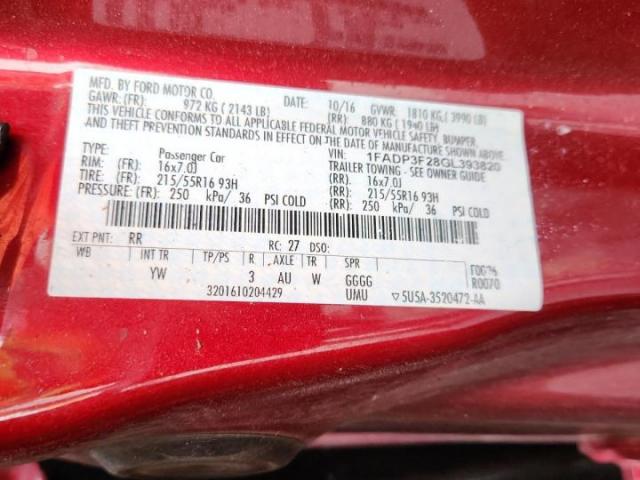 MFD. BY FORD MOTOR CO. DATE: 10/16 GVWR: 1810 KG ( 3990 LB)
GAWR: (FR): 972 KG ( 2143 LB) (RR): 880 KG ( 1940 LB)
THIS VEHICLE CONFORMS TO ALL APPLICABLE FEDERAL MOTOR VEHICLE SAFETY, BUMPER,
AND THEFT PREVENTION STANDARDS IN EFFECT ON THE DATE OF MANUFACTURE SHOWN ABOVE.
VIN: 1FADP3F28GL393820
TYPE: Passenger Car TRAILER TOWING - SEE OWNER GUIDE
RIM: (FR): 16x7.0J (RR): 16x7.0J
TIRE: (FR): 215/55R16 93H (RR): 215/55R16 93H
PRESSURE: (FR): 250 kPa/ 36 PSI COLD (RR): 250 kPa/ 36 PSI COLD
EXT PNT: RR RC: 27 DSO:
WB INT TR TP/PS R AXLE TR SPR
YW 3 AU W GGGG R0070
3201610204429 UMU ▽ 5U5A-3520472-AA